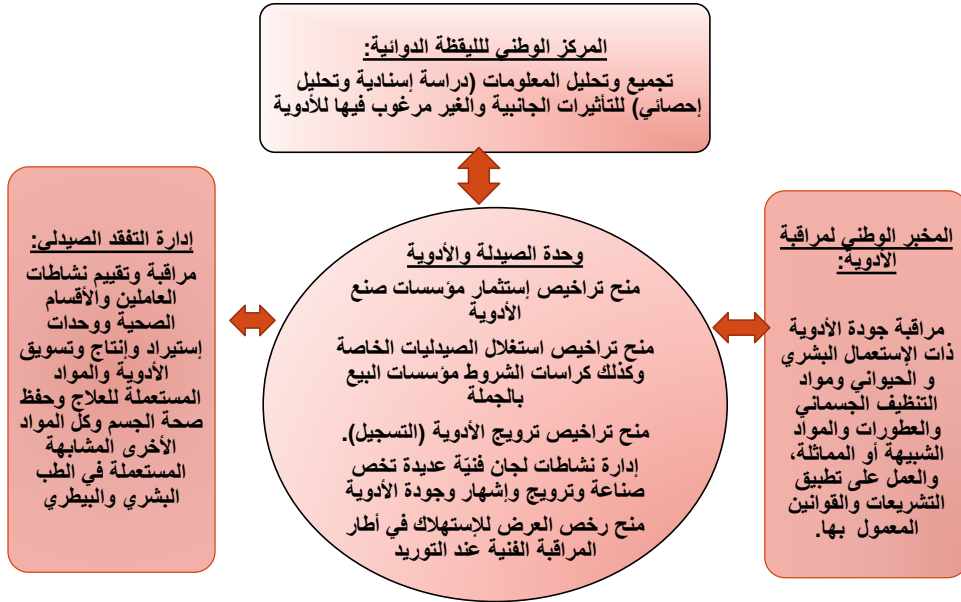 المركز الوطني للليقظة الدوائية:
تجميع وتحليل المعلومات (دراسة إسنادية وتحليل
إحصائي) للتأثيرات الجانبية والغير مرغوب فيها للأدوية
المخبر الوطني لمراقبة
الأدوية:
مراقبة جودة الأدوية
ذات الإستعمال البشري
و الحيواني ومواد
التنظيف الجسماني
والعطورات والمواد
الشبيهة أو المماثلة،
والعمل على تطبيق
التشريعات والقوانين
المعمول بها.
وحدة الصيدلة والأدوية
منح تراخيص إستثمار مؤسسات صنع
الأدوية
منح تراخيص استغلال الصيدليات الخاصة
وكذلك كراسات الشروط مؤسسات البيع
بالجملة
منح تراخيص ترويج الأدوية (التسجيل).
إدارة نشاطات لجان فنيّة عديدة تخص
صناعة وترويج وإشهار وجودة الأدوية
منح رخص العرض للإستهلاك في أطار
المراقبة الفنية عند التوريد
إدارة التفقد الصيدلي:
مراقبة وتقييم نشاطات
العاملين والأقسام
الصحية ووحدات
إستيراد وإنتاج وتسويق
الأدوية والمواد
المستعملة للعلاج وحفظ
صحة الجسم وكل المواد
الأخرى المشابهة
المستعملة في الطب
البشري والبيطري